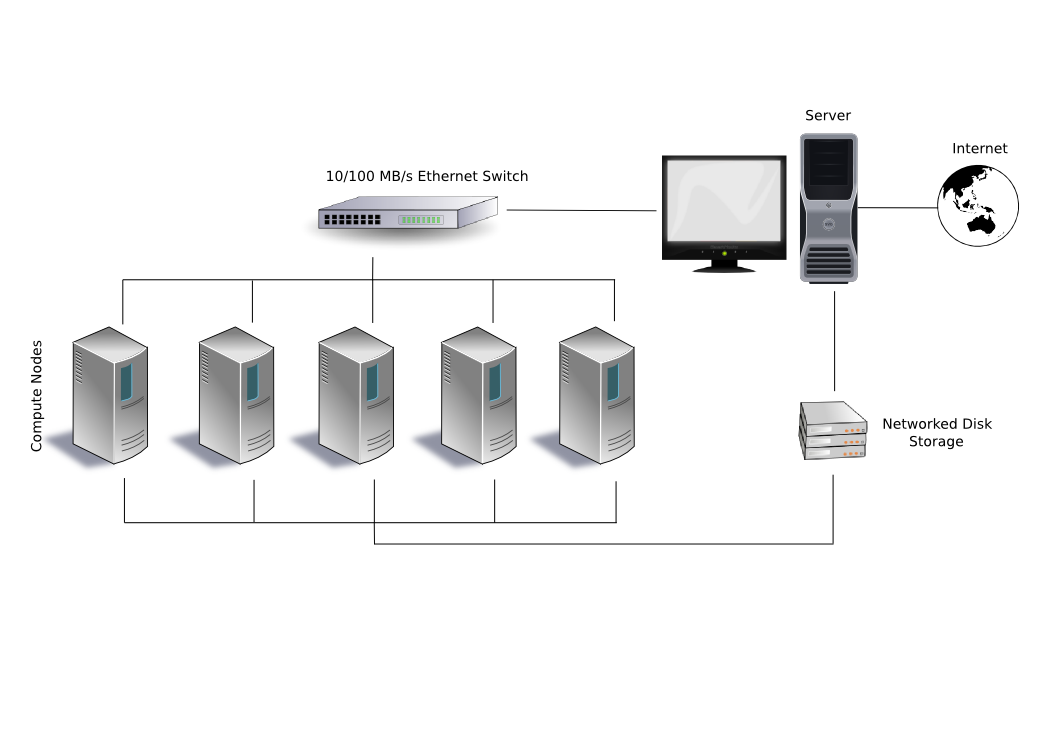 Server
Internet
10/100 MB/s Ethernet Switch
Compute Nodes
Networked Disk
Storage